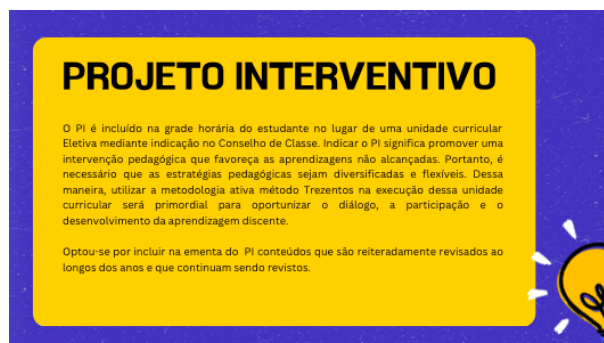 PROJETO INTERVENTIVO
O PI é incluído na grade horária do estudante no lugar de uma unidade curricular
Eletiva mediante indicação no Conselho de Classe. Indicar o PI significa promover uma
intervenção pedagógica que favoreça as aprendizagens não alcançadas. Portanto, é
necessário que as estratégias pedagógicas sejam diversificadas e flexíveis. Dessa
maneira, utilizar a metodologia ativa método Trezentos na execução dessa unidade
curricular será primordial para oportunizar o diálogo, a participação e o
desenvolvimento da aprendizagem discente.
Optou-se por incluir na ementa do PI conteúdos que são reiteradamente revisados ao
longos dos anos e que continuam sendo revistos.